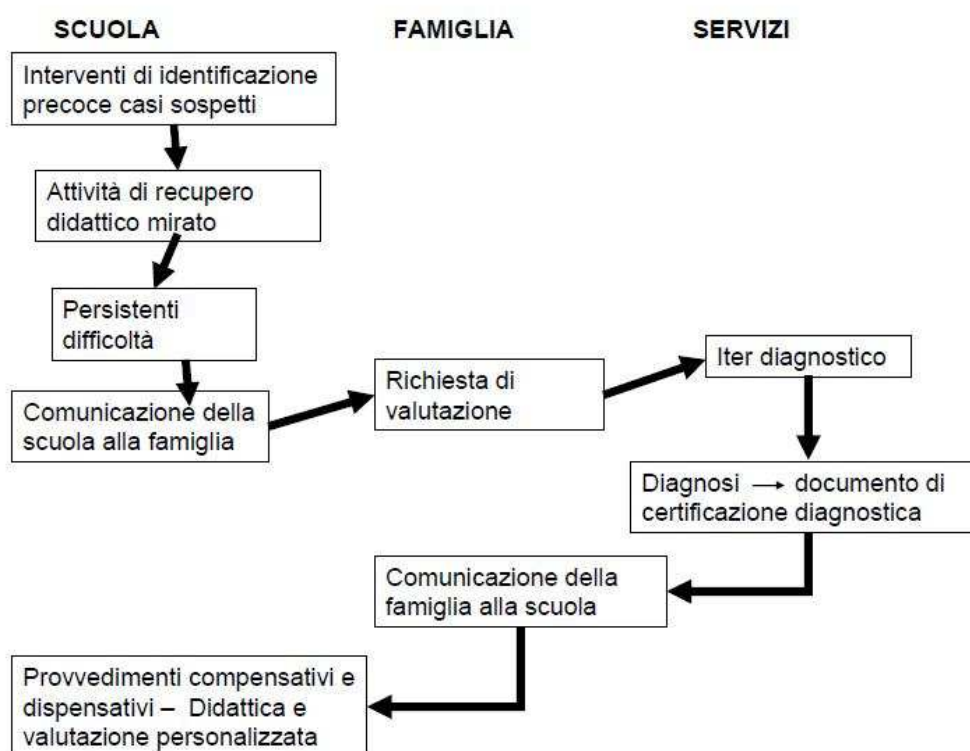 SCUOLA
FAMIGLIA
SERVIZI
Interventi di identificazione
precoce casi sospetti
Attività di recupero
didattico mirato
Persistenti
difficoltà
Comunicazione della
scuola alla famiglia
Richiesta di
valutazione
Iter diagnostico
Diagnosi → documento di
certificazione diagnostica
Comunicazione della
famiglia alla scuola
Provvedimenti compensativi e
dispensativi – Didattica e
valutazione personalizzata